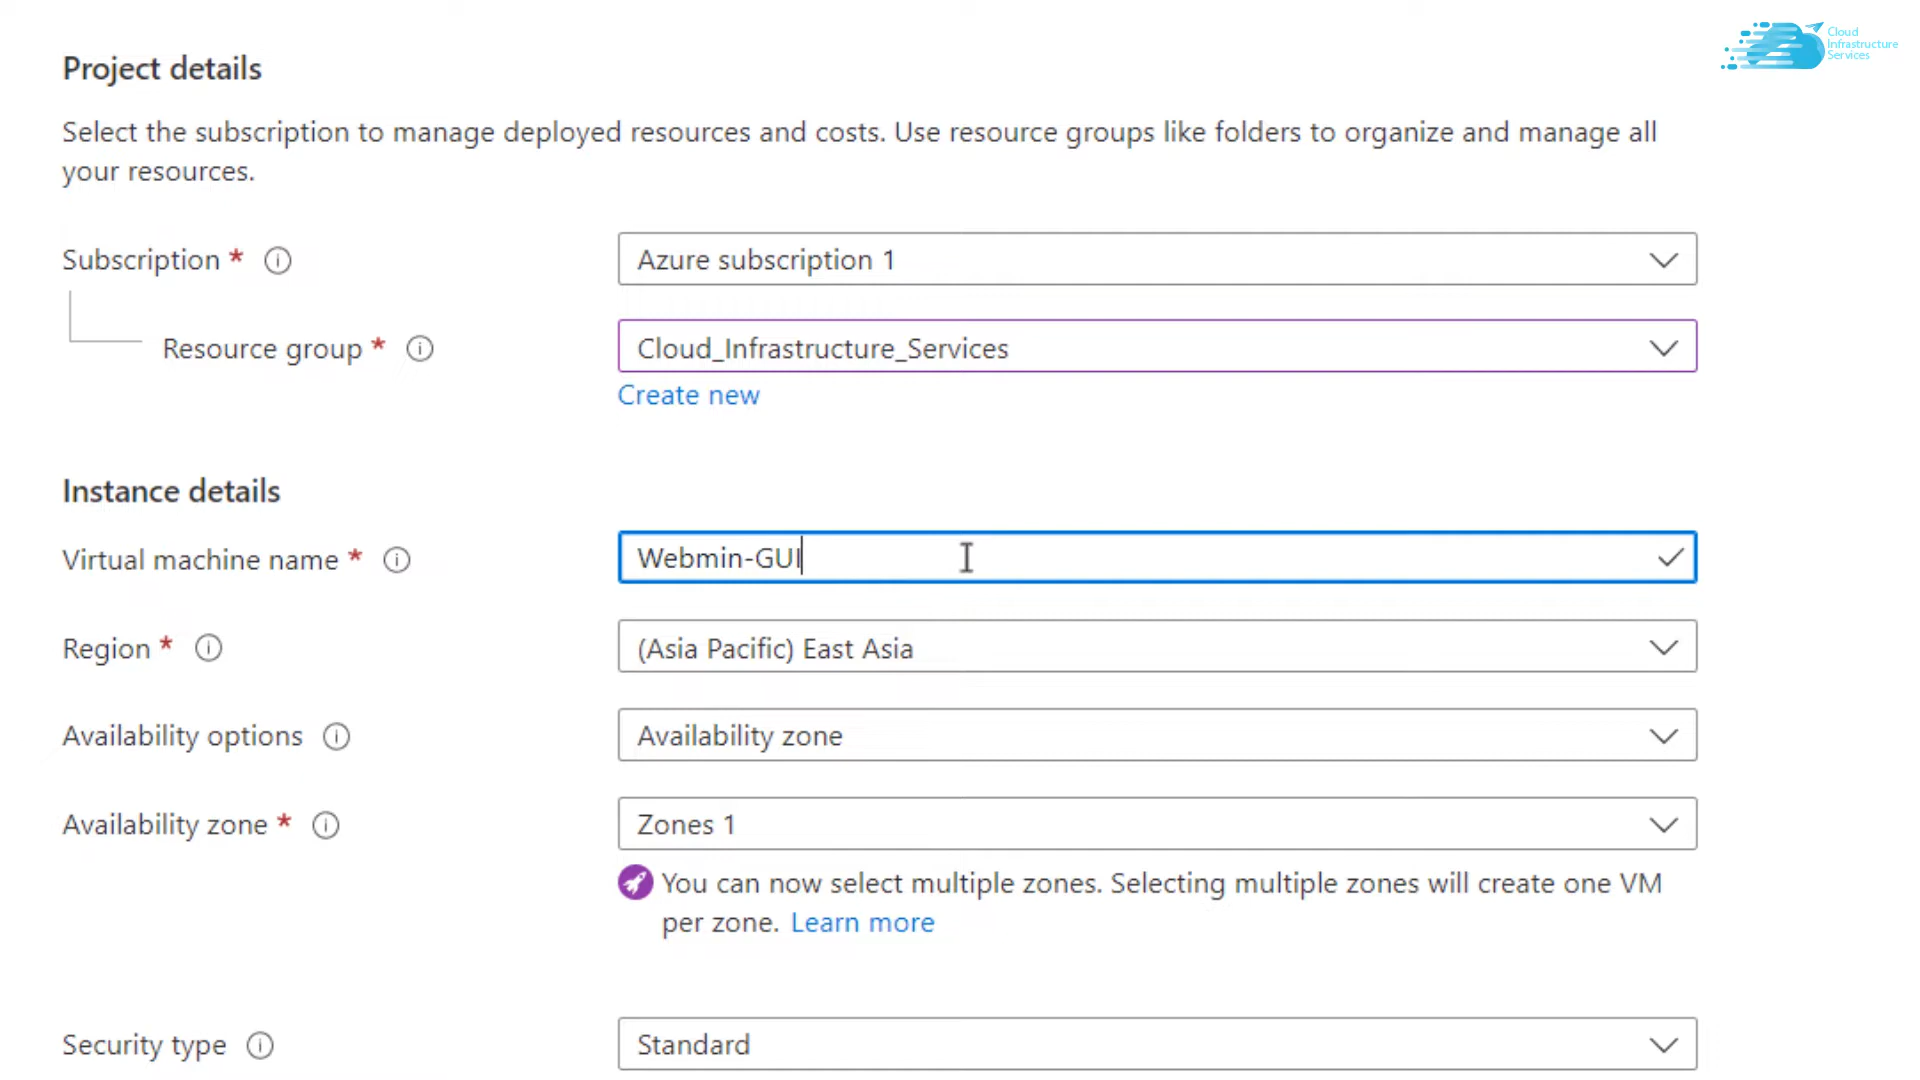 Cloud
Infrastructure
Services
Project details
Select the subscription to manage deployed resources and costs. Use resource groups like folders to organize and manage all
your resources.
Subscription *
Azure subscription 1
Resource group *
Cloud_Infrastructure_Services
Create new
Instance details
Virtual machine name *
Webmin-GUI
Region *
(Asia Pacific) East Asia
Availability options
Availability zone
Availability zone *
Zones 1
You can now select multiple zones. Selecting multiple zones will create one VM
per zone. Learn more
Security type
Standard